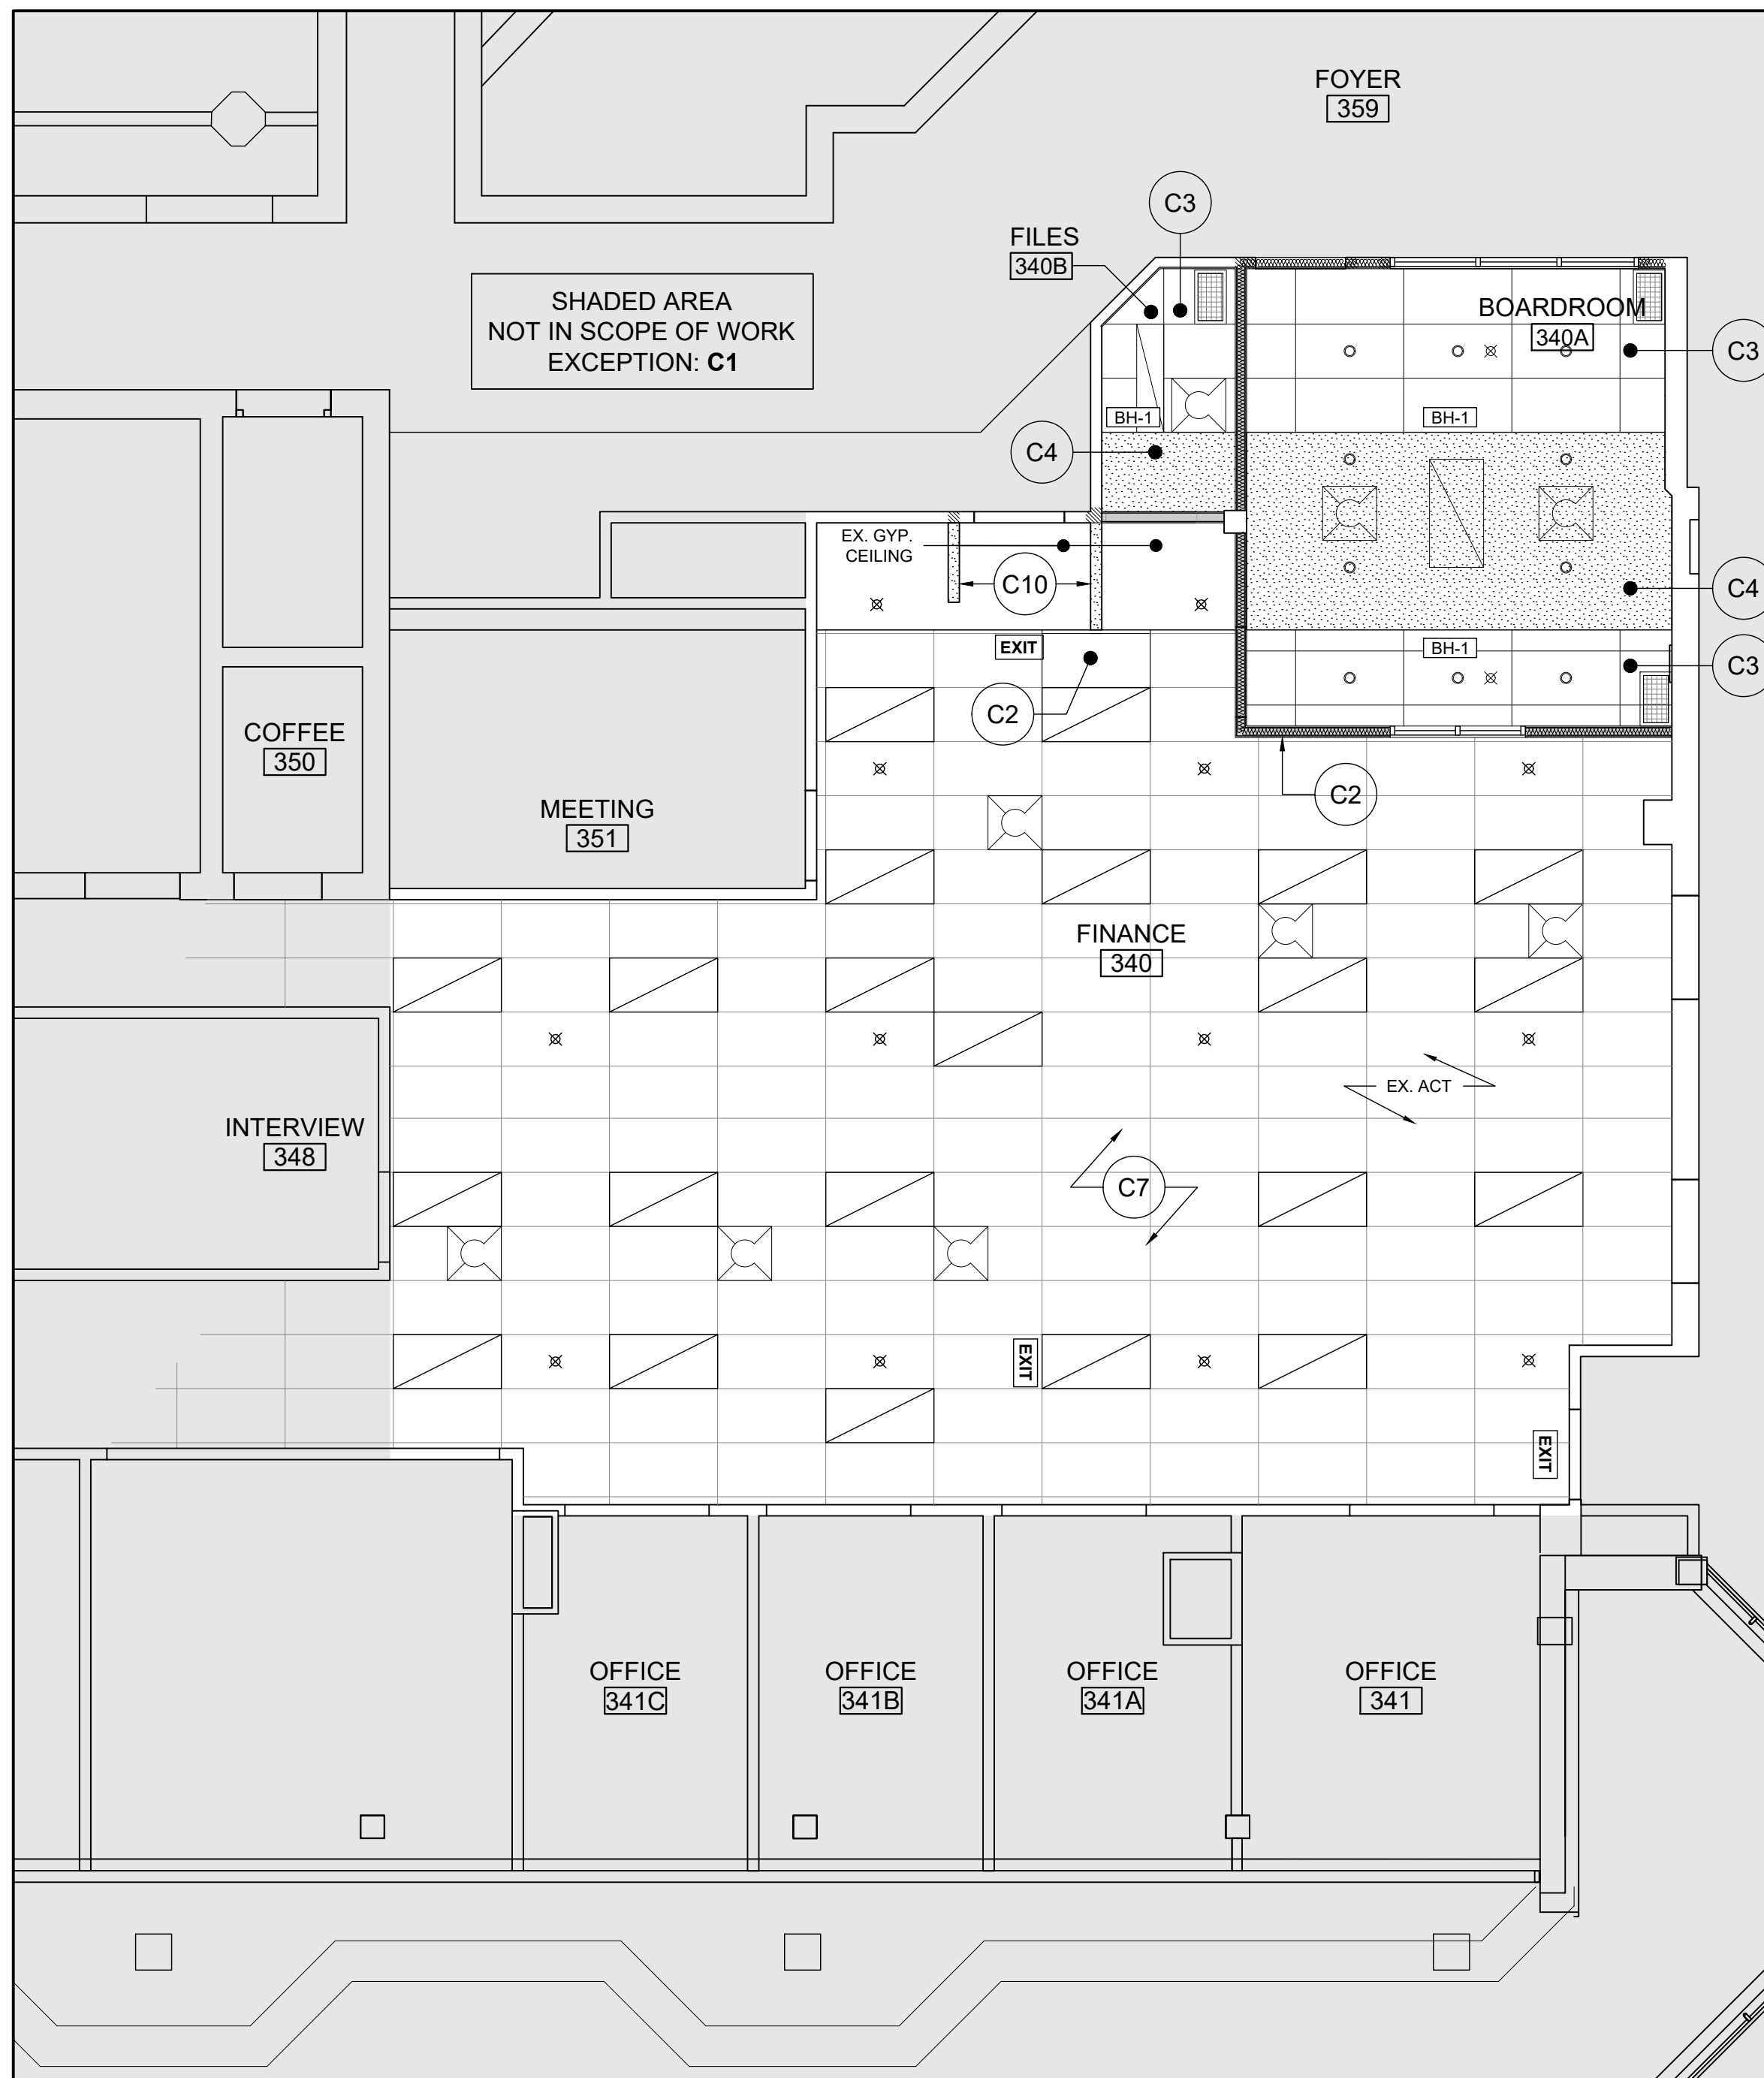 FOYER
359
C3
FILES
340B
SHADED AREA
NOT IN SCOPE OF WORK
EXCEPTION: C1
BOARDROOM
340A
C3
BH-1
BH-1
C4
EX. GYP.
CEILING
C10
C4
EXIT
BH-1
C3
C2
COFFEE
350
C2
MEETING
351
FINANCE
340
EX. ACT
INTERVIEW
348
C7
EXIT
EXIT
OFFICE
341C
OFFICE
341B
OFFICE
341A
OFFICE
341